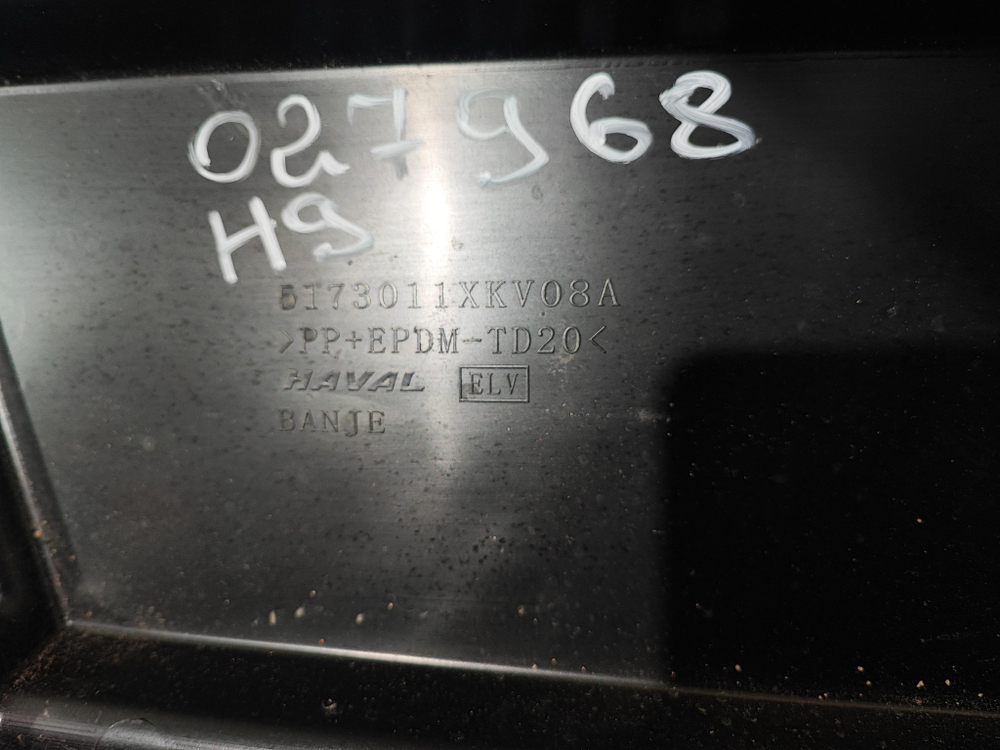 027968
H9
5173011XKV08A
>PP+EPDM-TD20<
HAVAL ELV
BANJE